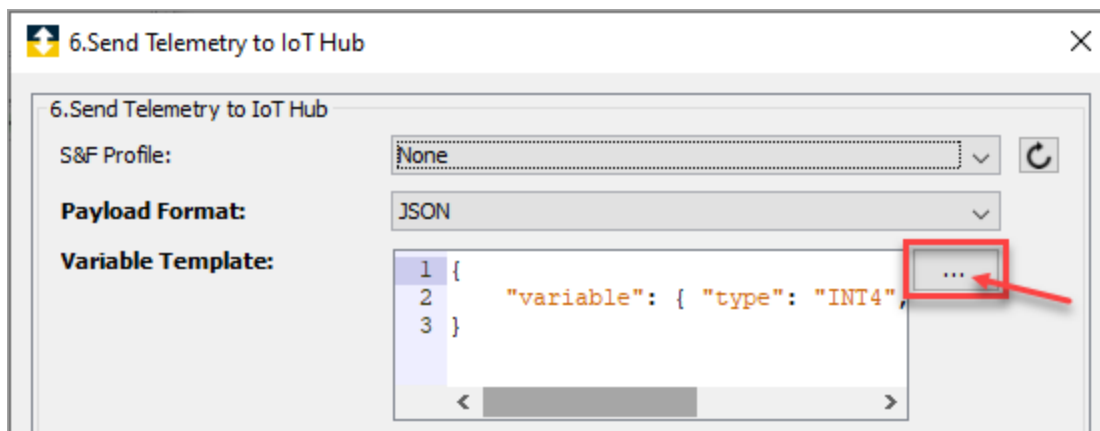 6.Send Telemetry to IoT Hub
6.Send Telemetry to IoT Hub
S&F Profile: None
Payload Format: JSON
Variable Template: ...
1 {
2 "variable": { "type": "INT4",
3 }